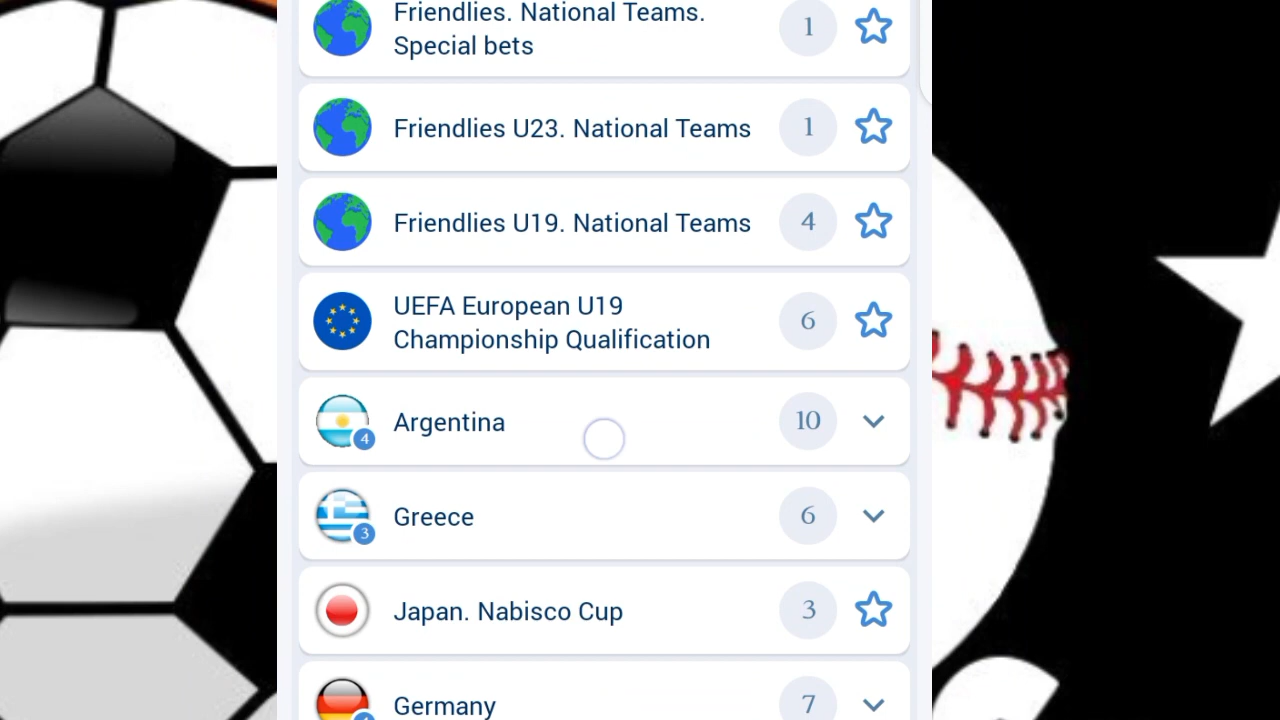 Friendlies. National Teams.
Special bets
1
Friendlies U23. National Teams
1
Friendlies U19. National Teams
4
UEFA European U19
Championship Qualification
6
Argentina
4
10
Greece
3
6
Japan. Nabisco Cup
3
Germany
7